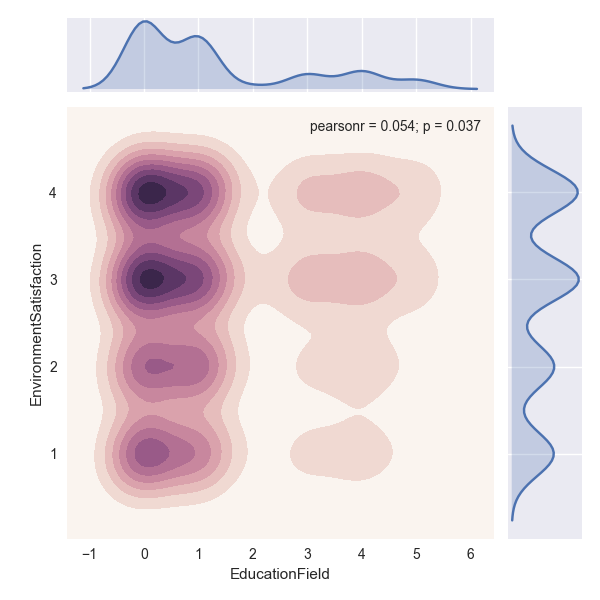 pearsonr = 0.054; p = 0.037
4
3
2
1
EnvironmentSatisfaction
−1 0 1 2 3 4 5 6
EducationField